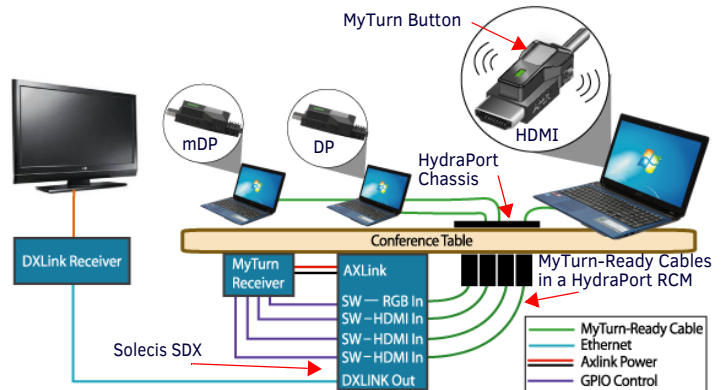 MyTurn Button
mDP
DP
HDMI
HydraPort
Chassis
Conference Table
DXLink Receiver
MyTurn
Receiver
AXLink
SW — RGB In
SW – HDMI In
SW – HDMI In
SW – HDMI In
DXLINK Out
MyTurn-Ready Cables
in a HydraPort RCM
Solecis SDX
MyTurn-Ready Cable
Ethernet
Axlink Power
GPIO Control